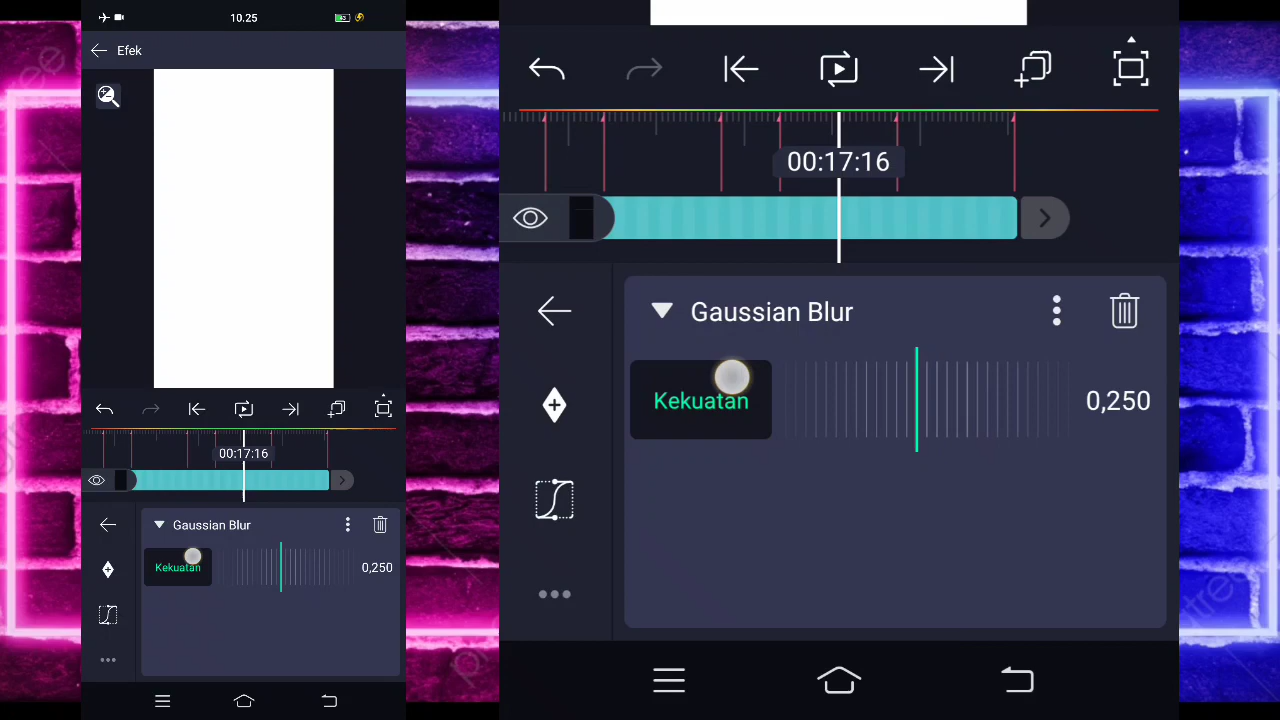 10.25
63
Efek
00:17:16
Gaussian Blur
Kekuatan
0,250
00:17:16
Gaussian Blur
Kekuatan
0,250